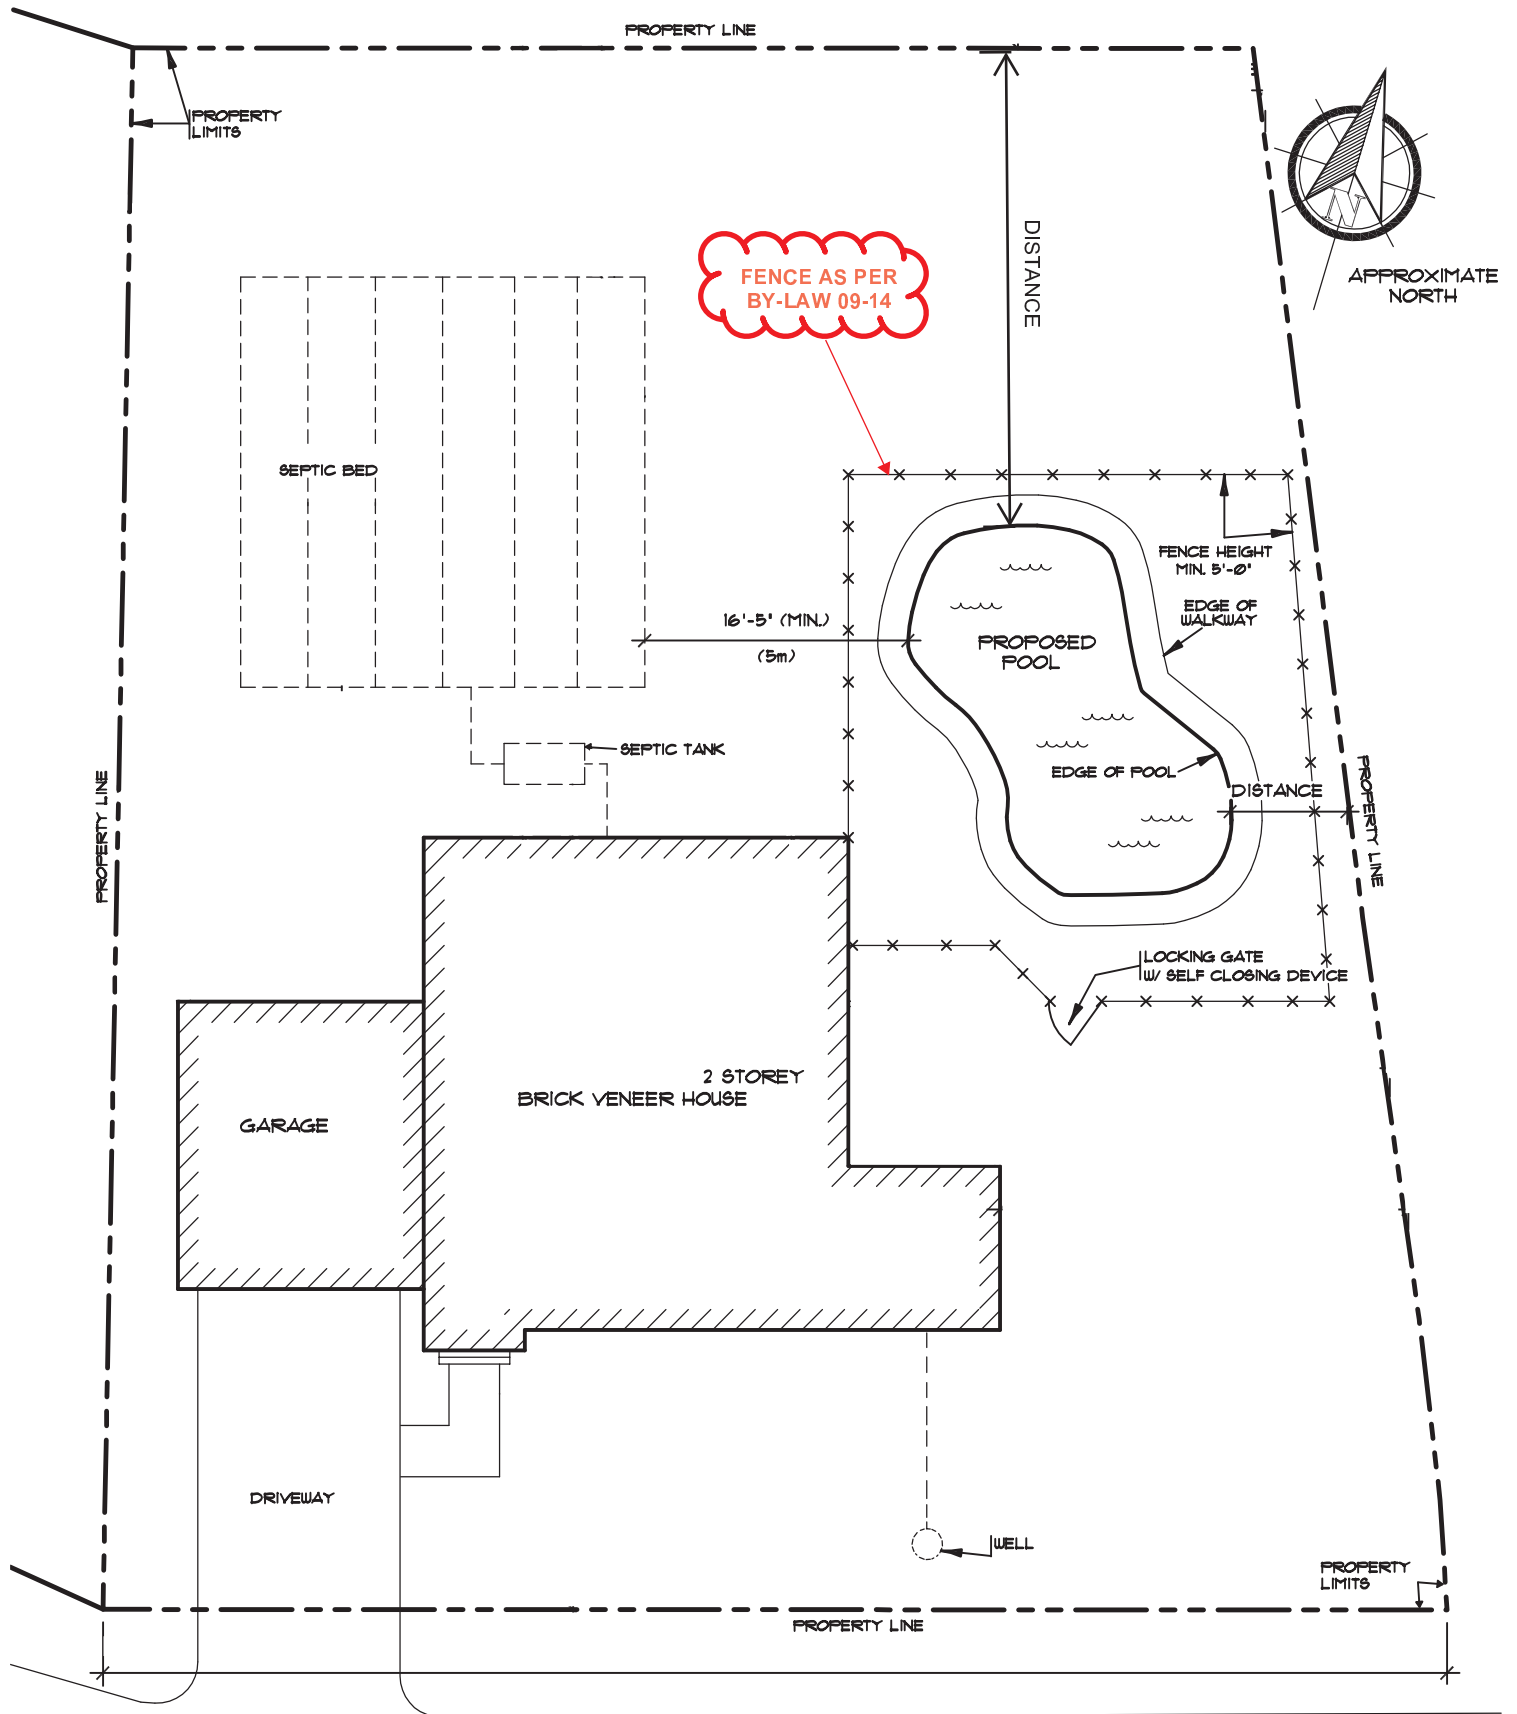 PROPERTY LINE
PROPERTY
LIMITS
N
APPROXIMATE
NORTH
DISTANCE
FENCE AS PER
BY-LAW 09-14
SEPTIC BED
FENCE HEIGHT
MIN. 5'-0"
EDGE OF
WALKWAY
16'-5" (MIN.)
(5m)
PROPOSED
POOL
SEPTIC TANK
EDGE OF POOL
DISTANCE
PROPERTY LINE
PROPERTY LINE
LOCKING GATE
W/ SELF CLOSING DEVICE
2 STOREY
BRICK VENEER HOUSE
GARAGE
DRIVEWAY
WELL
PROPERTY
LIMITS
PROPERTY LINE